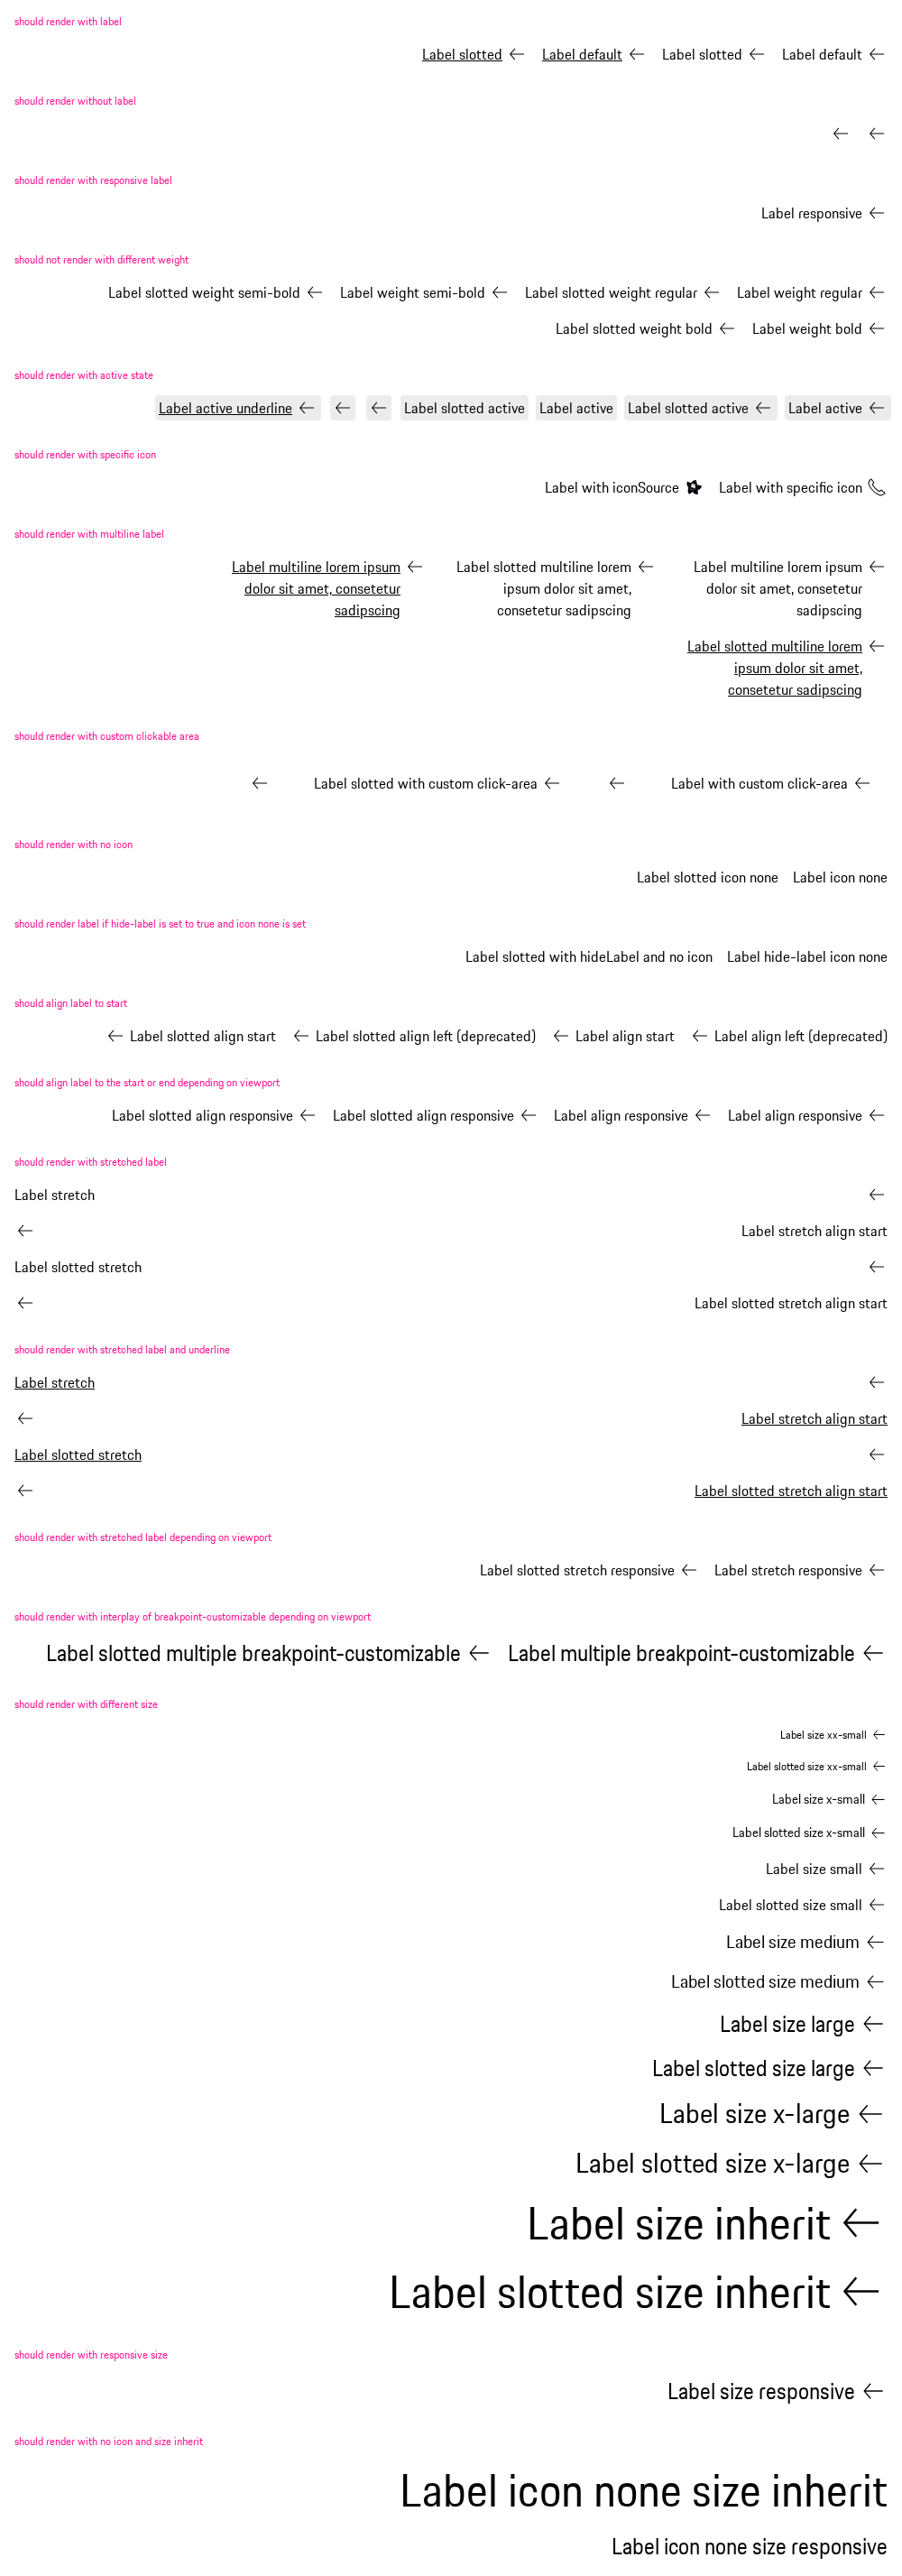 should render with label
Label slotted Label default Label slotted Label default
should render without label
should render with responsive label
Label responsive
should not render with different weight
Label slotted weight semi-bold Label weight semi-bold Label slotted weight regular Label weight regular
Label slotted weight bold Label weight bold
should render with active state
Label active underline Label slotted active Label active Label slotted active Label active
should render with specific icon
Label with iconSource Label with specific icon
should render with multiline label
Label multiline lorem ipsum Label slotted multiline lorem Label multiline lorem ipsum
dolor sit amet, consetetur ipsum dolor sit amet, dolor sit amet, consetetur
sadipscing consetetur sadipscing sadipscing
Label slotted multiline lorem
ipsum dolor sit amet,
consetetur sadipscing
should render with custom clickable area
Label slotted with custom click-area Label with custom click-area
should render with no icon
Label slotted icon none Label icon none
should render label if hide-label is set to true and icon none is set
Label slotted with hideLabel and no icon Label hide-label icon none
should align label to start
Label slotted align start Label slotted align left (deprecated) Label align start Label align left (deprecated)
should align label to the start or end depending on viewport
Label slotted align responsive Label slotted align responsive Label align responsive Label align responsive
should render with stretched label
Label stretch
Label stretch align start
Label slotted stretch
Label slotted stretch align start
should render with stretched label and underline
Label stretch
Label stretch align start
Label slotted stretch
Label slotted stretch align start
should render with stretched label depending on viewport
Label slotted stretch responsive Label stretch responsive
should render with interplay of breakpoint-customizable depending on viewport
Label slotted multiple breakpoint-customizable Label multiple breakpoint-customizable
should render with different size
Label size xx-small
Label slotted size xx-small
Label size x-small
Label slotted size x-small
Label size small
Label slotted size small
Label size medium
Label slotted size medium
Label size large
Label slotted size large
Label size x-large
Label slotted size x-large
Label size inherit
Label slotted size inherit
should render with responsive size
Label size responsive
should render with no icon and size inherit
Label icon none size inherit
Label icon none size responsive